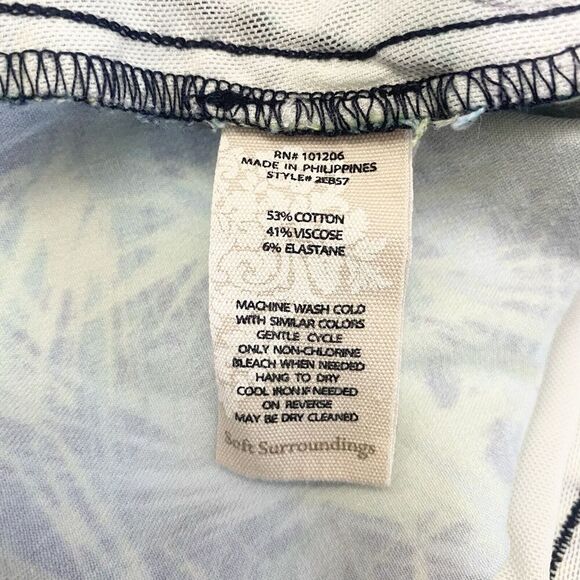 RN# 101206
MADE IN PHILIPPINES
STYLE# 2EB57
53% COTTON
41% VISCOSE
6% ELASTANE
MACHINE WASH COLD
WITH SIMILAR COLORS
GENTLE CYCLE
ONLY NON-CHLORINE
BLEACH WHEN NEEDED
HANG TO DRY
COOL IRON IF NEEDED
ON REVERSE
MAY BE DRY CLEANED
Soft Surroundings